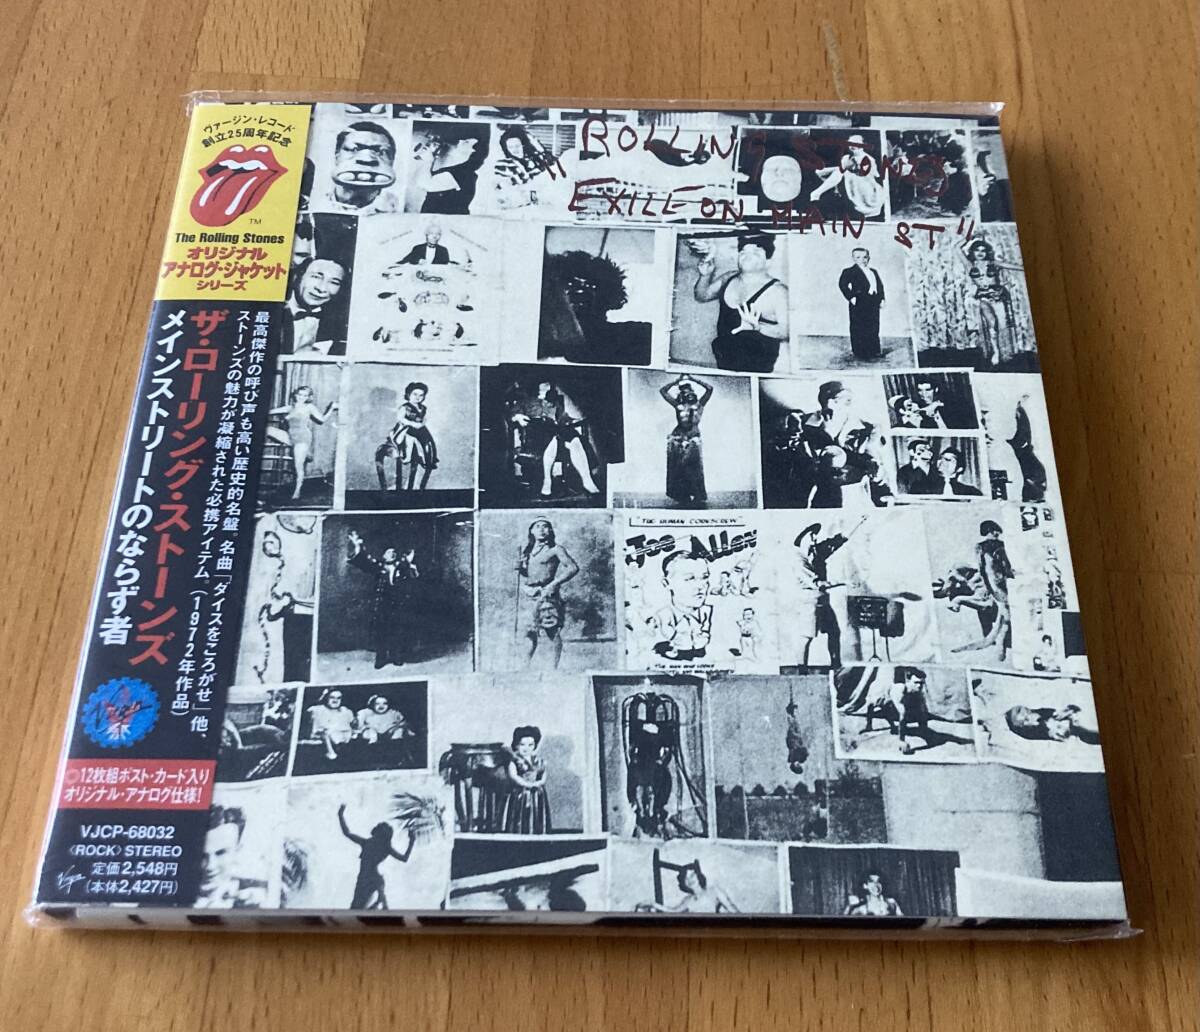 ヴァージン・レコード
創立25周年記念
TM
The Rolling Stones
オリジナル
アナログ・ジャケット
シリーズ
最高傑作の呼び声も高い歴史的名盤。名曲「ダイスをころがせ」他、
ストーンズの魅力が凝縮された必携アイテム。(1972年作品)
ザ・ローリング・ストーンズ
メインストリートのならず者
Virgin
12枚組ポスト・カード入り
オリジナル・アナログ仕様!
VJCP-68032
〈ROCK〉STEREO
定価2,548円
(本体2,427円)
Virgin
"ROLLING STONES
EXILE ON MAIN ST"
"THE HUMAN CORKSCREW"
Joe Allen
THE MAN WHO LOOKS